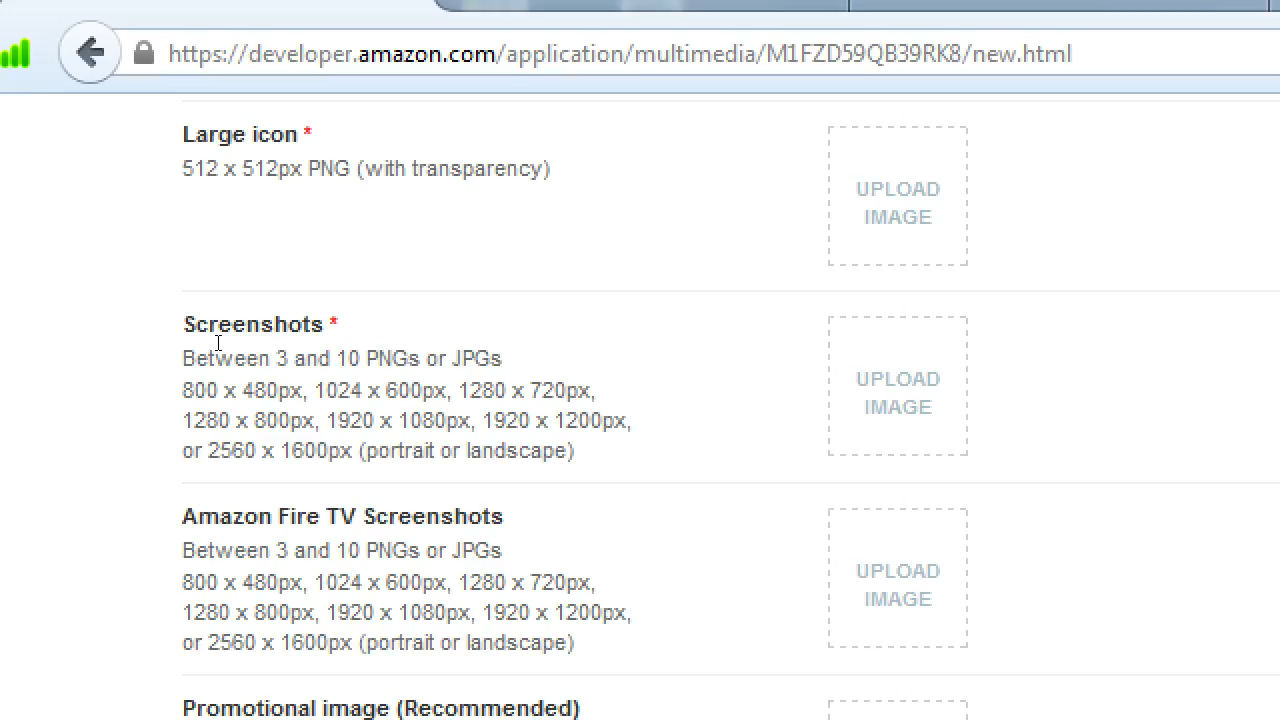 https://developer.amazon.com/application/multimedia/M1FZD59QB39RK8/new.html
Large icon *
512 x 512px PNG (with transparency)
UPLOAD
IMAGE
Screenshots *
Between 3 and 10 PNGs or JPGs
800 x 480px, 1024 x 600px, 1280 x 720px,
1280 x 800px, 1920 x 1080px, 1920 x 1200px,
or 2560 x 1600px (portrait or landscape)
UPLOAD
IMAGE
Amazon Fire TV Screenshots
Between 3 and 10 PNGs or JPGs
800 x 480px, 1024 x 600px, 1280 x 720px,
1280 x 800px, 1920 x 1080px, 1920 x 1200px,
or 2560 x 1600px (portrait or landscape)
UPLOAD
IMAGE
Promotional image (Recommended)